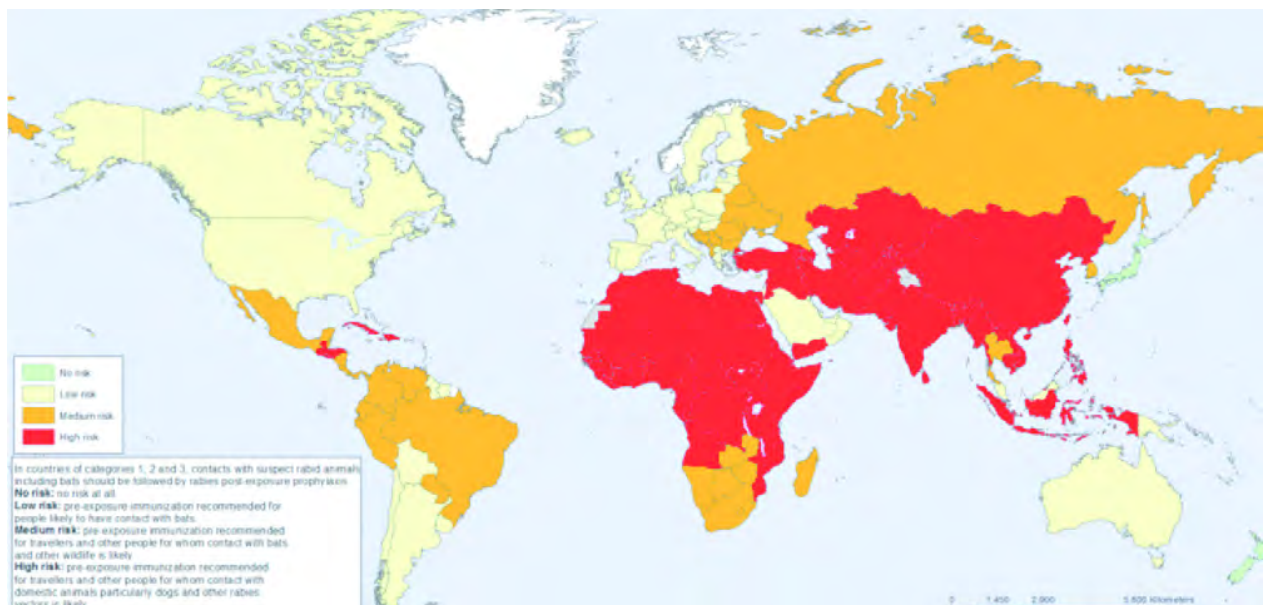 No risk
Low risk
Medium risk
High risk
In countries of categories 1, 2 and 3, contacts with suspect rabid animals
including bats should be followed by rabies post-exposure prophylaxis
No risk: no risk at all.
Low risk: pre-exposure immunization recommended for
people likely to have contact with bats.
Medium risk: pre exposure immunization recommended
for travellers and other people for whom contact with bats
and other wildlife is likely
High risk: pre-exposure immunization recommended
for travellers and other people for whom contact with
domestic animals particularly dogs and other rabies
vectors is likely
0 1,450 2,900 5,800 Kilometers